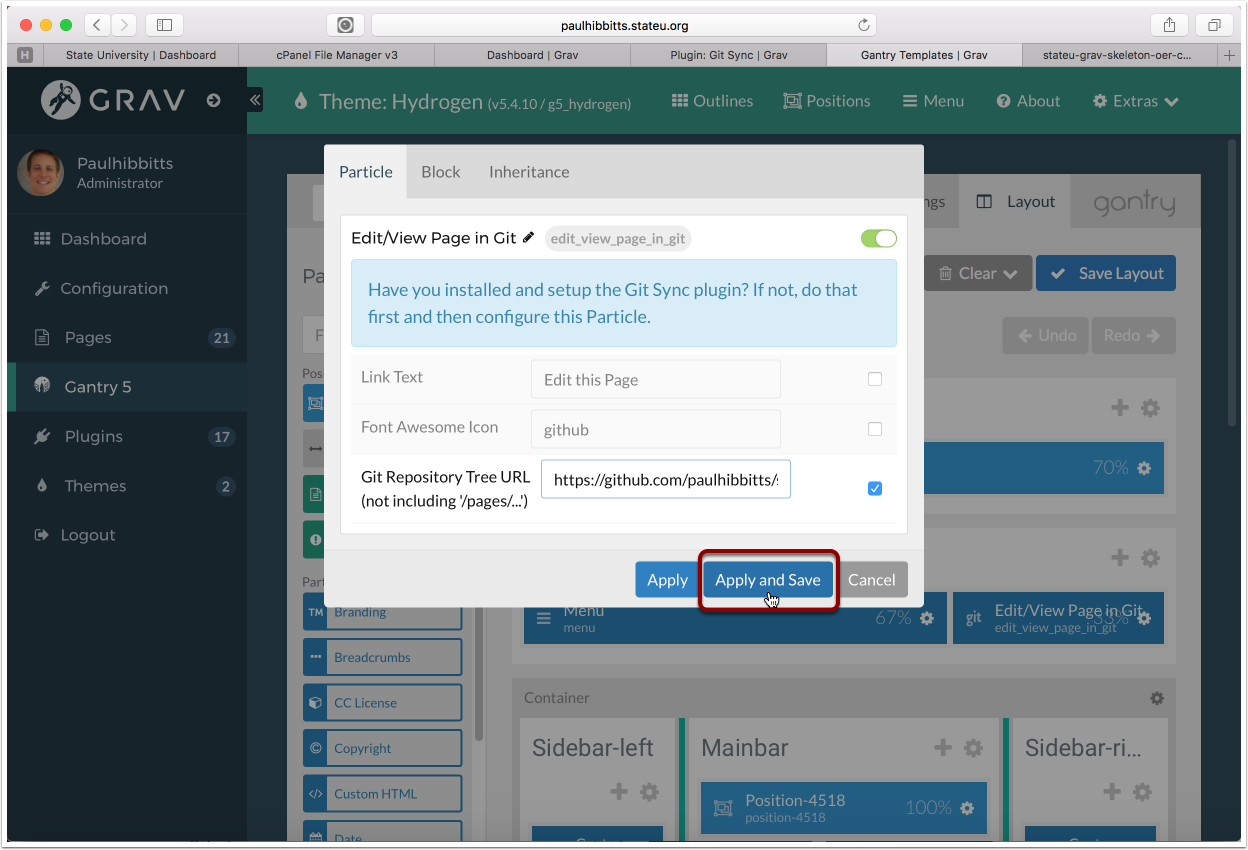 paulhibbitts.stateu.org
H
State University | Dashboard
cPanel File Manager v3
Dashboard | Grav
Plugin: Git Sync | Grav
Gantry Templates | Grav
stateu-grav-skeleton-oer-c...
GRAV
Theme: Hydrogen (v5.4.10 / g5_hydrogen)
Outlines
Positions
Menu
About
Extras
Paulhibbitts
Administrator
Dashboard
Configuration
Pages 21
Gantry 5
Plugins 17
Themes 2
Logout
Particle
Block
Inheritance
Layout
gantry
Edit/View Page in Git
edit_view_page_in_git
Have you installed and setup the Git Sync plugin? If not, do that
first and then configure this Particle.
Clear
Save Layout
Undo
Redo
Link Text
Edit this Page
Font Awesome Icon
github
Git Repository Tree URL
(not including '/pages/...')
https://github.com/paulhibbitts/
70%
Apply
Apply and Save
Cancel
TM
Branding
Breadcrumbs
CC License
Copyright
Custom HTML
Date
Menu
menu
67%
git
Edit/View Page in Git
edit_view_page_in_git
33%
Container
Sidebar-left
Mainbar
Sidebar-ri...
Position-4518
position-4518
100%